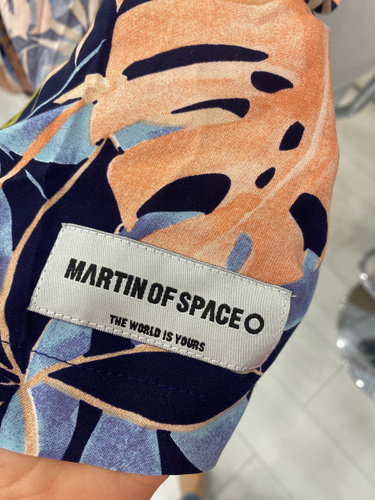 MARTIN OF SPACE
THE WORLD IS YOURS